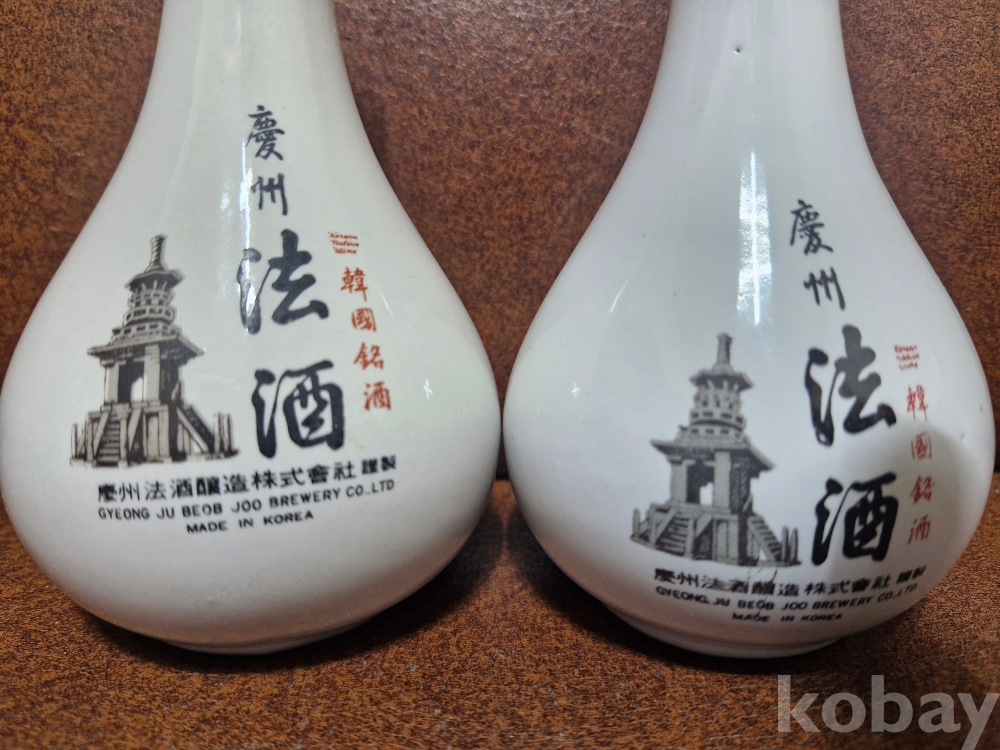 慶州
法酒
Korean
Native
Wine
韓國銘酒
慶州法酒釀造株式會社 謹製
GYEONG JU BEOB JOO BREWERY CO.,LTD
MADE IN KOREA
慶州
法酒
韓國銘酒
慶州法酒釀造株式會社 謹製
GYEONG JU BEOB JOO BREWERY CO.,LTD
MADE IN KOREA
kobay